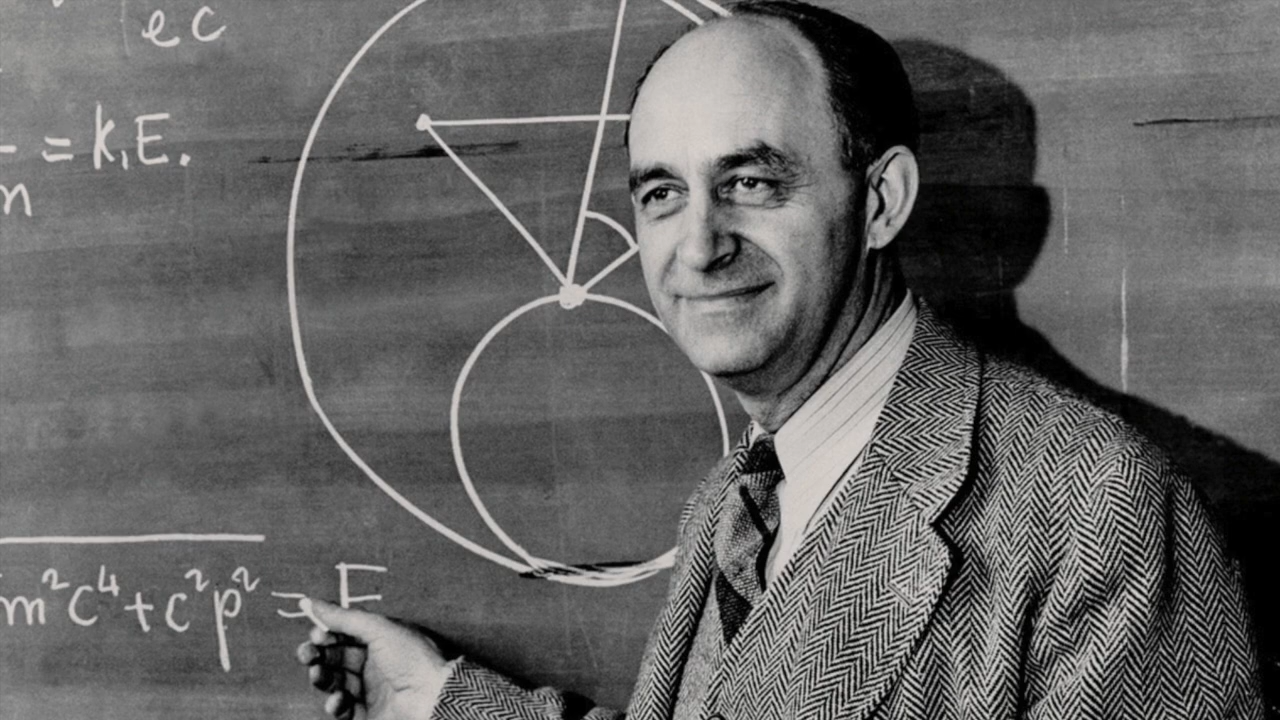 ec
= k₁E.
n
m²c⁴+c²p² = E